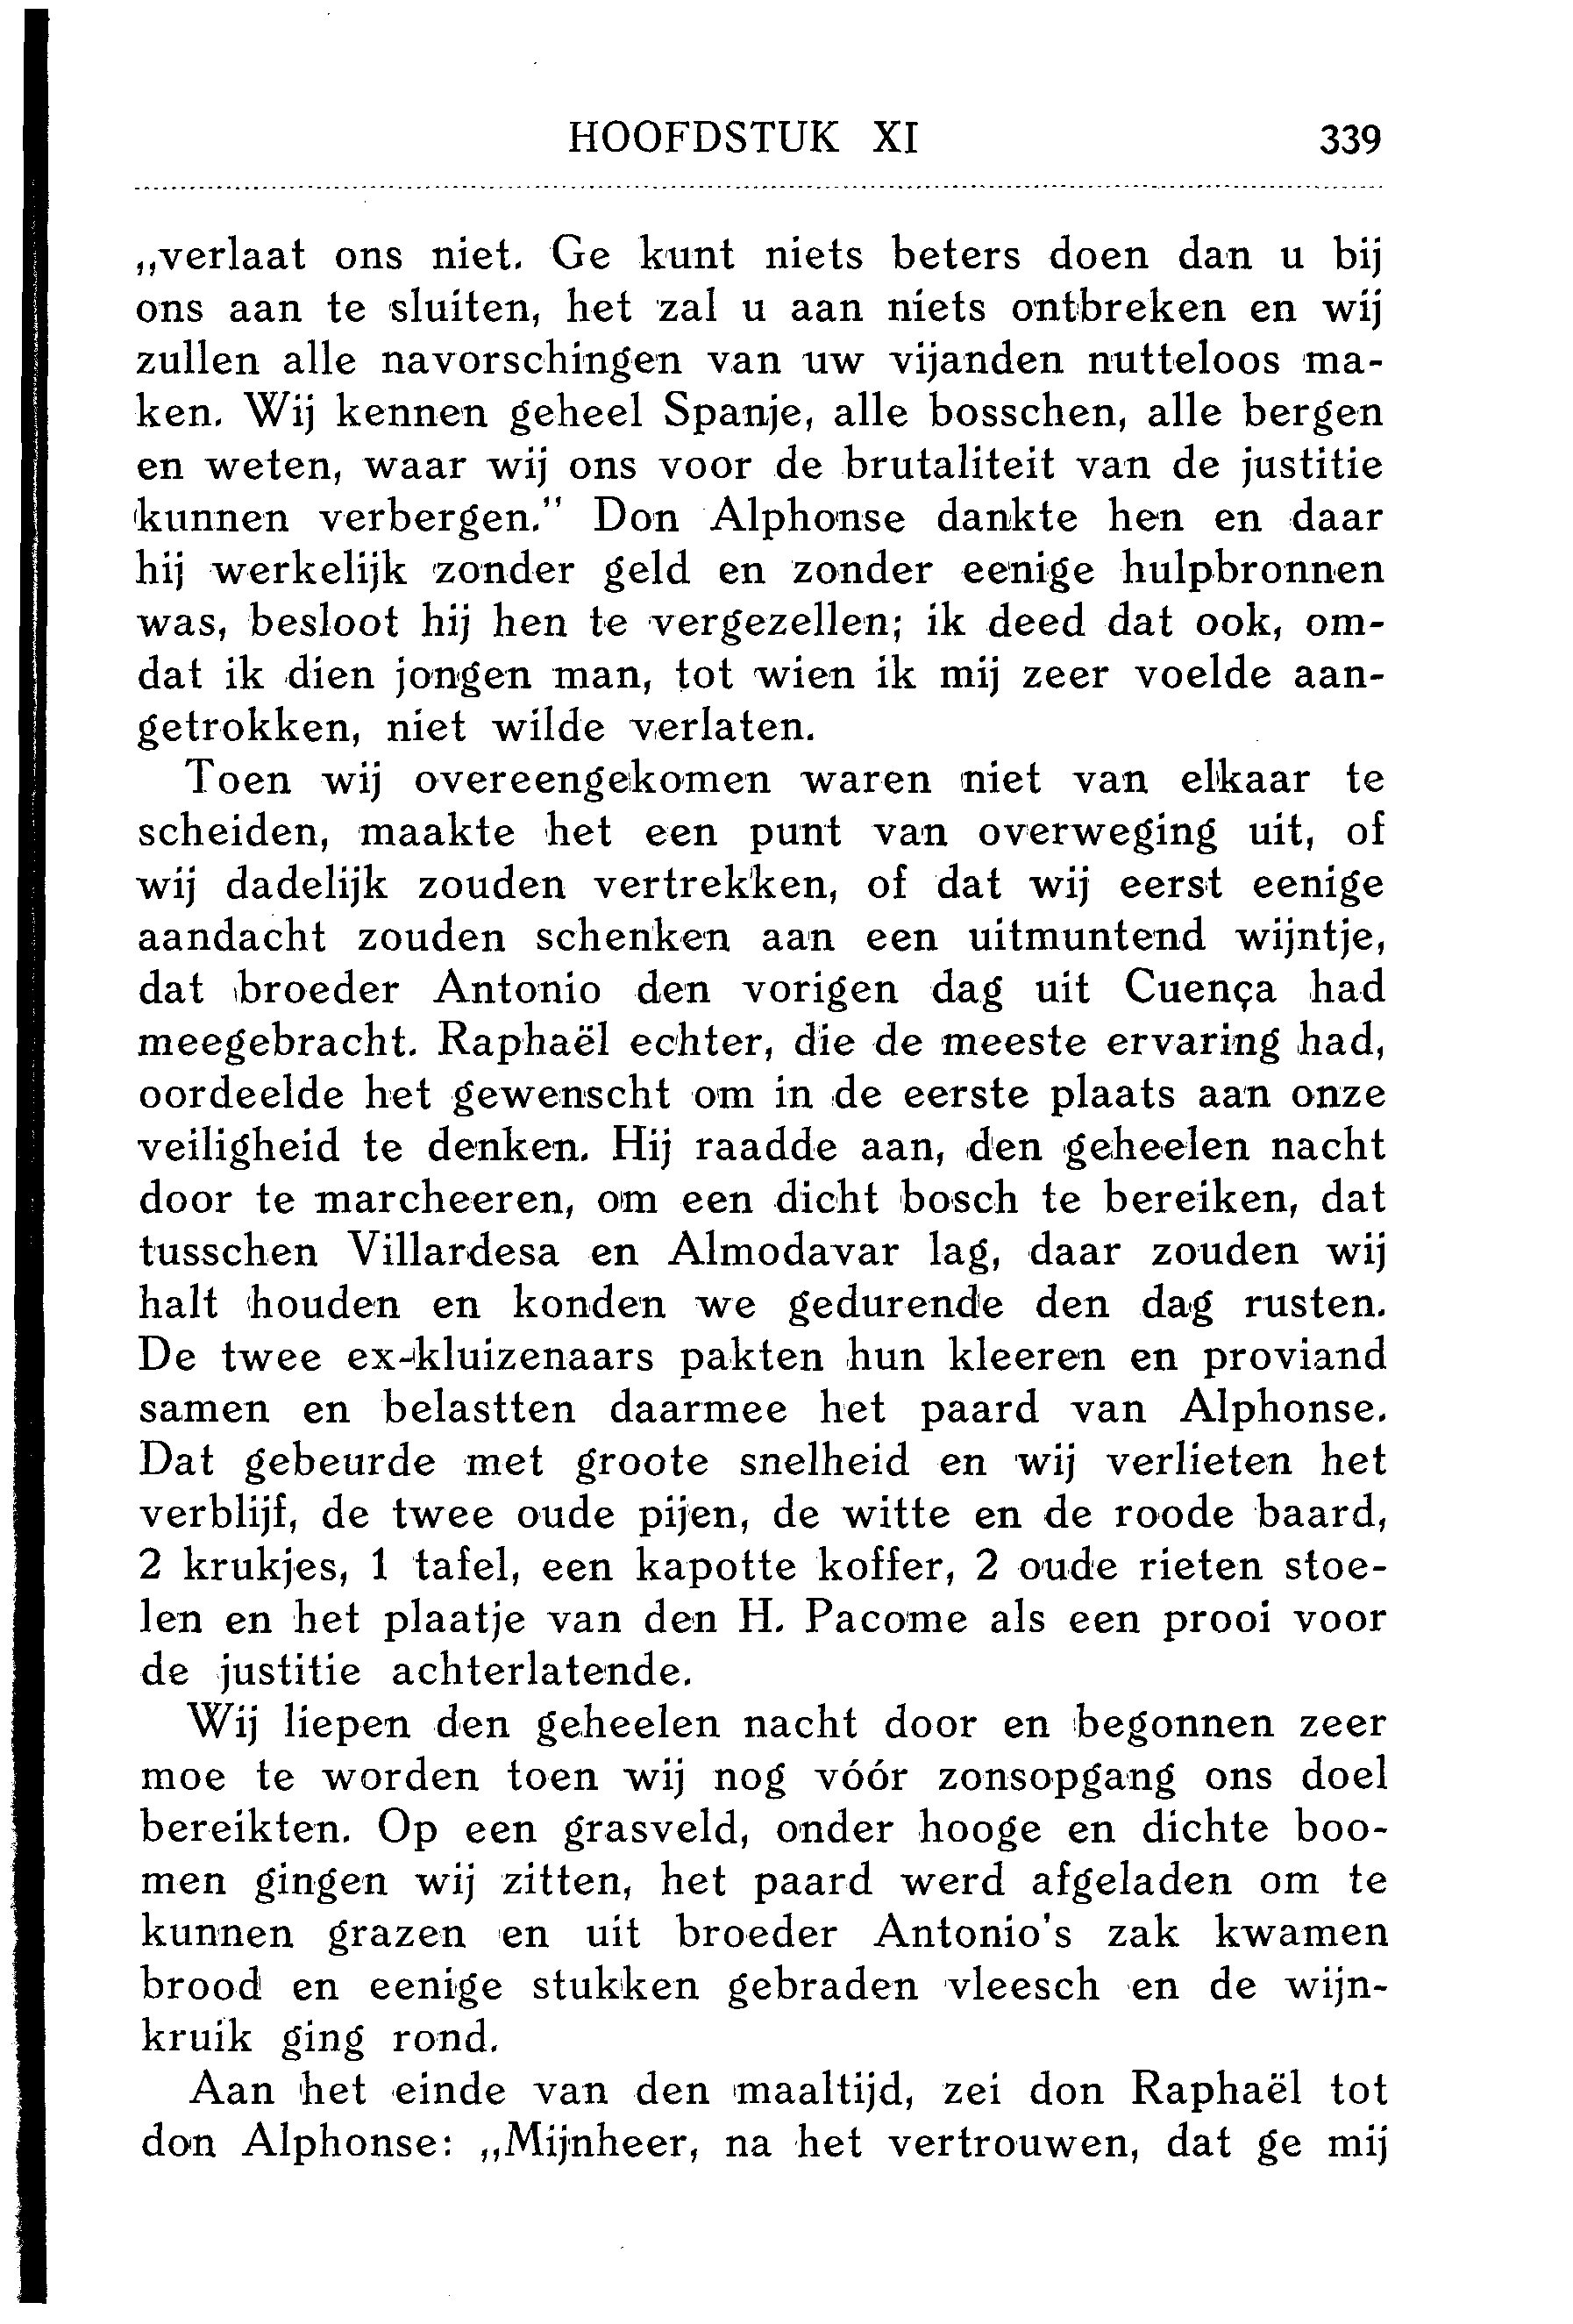 HOOFDSTUK XI 339
„verlaat ons niet. Ge kunt niets beters doen dan u bij
ons aan te sluiten, het zal u aan niets ontbreken en wij
zullen alle navorschingen van uw vijanden nutteloos ma-
ken. Wij kennen geheel Spanje, alle bosschen, alle bergen
en weten, waar wij ons voor de brutaliteit van de justitie
kunnen verbergen." Don Alphonse dankte hen en daar
hij werkelijk zonder geld en zonder eenige hulpbronnen
was, besloot hij hen te vergezellen; ik deed dat ook, om-
dat ik dien jongen man, tot wien ik mij zeer voelde aan-
getrokken, niet wilde verlaten.
Toen wij overeengekomen waren niet van elkaar te
scheiden, maakte het een punt van overweging uit, of
wij dadelijk zouden vertrekken, of dat wij eerst eenige
aandacht zouden schenken aan een uitmuntend wijntje,
dat broeder Antonio den vorigen dag uit Cuença had
meegebracht. Raphaël echter, die de meeste ervaring had,
oordeelde het gewenscht om in de eerste plaats aan onze
veiligheid te denken. Hij raadde aan, den geheelen nacht
door te marcheeren, om een dicht bosch te bereiken, dat
tusschen Villardesa en Almodavar lag, daar zouden wij
halt houden en konden we gedurende den dag rusten.
De twee ex-kluizenaars pakten hun kleeren en proviand
samen en belastten daarmee het paard van Alphonse.
Dat gebeurde met groote snelheid en wij verlieten het
verblijf, de twee oude pijen, de witte en de roode baard,
2 krukjes, 1 tafel, een kapotte koffer, 2 oude rieten stoe-
len en het plaatje van den H. Pacome als een prooi voor
de justitie achterlatende.
Wij liepen den geheelen nacht door en begonnen zeer
moe te worden toen wij nog vóór zonsopgang ons doel
bereikten. Op een grasveld, onder hooge en dichte boo-
men gingen wij zitten, het paard werd afgeladen om te
kunnen grazen en uit broeder Antonio's zak kwamen
brood en eenige stukken gebraden vleesch en de wijn-
kruik ging rond.
Aan het einde van den maaltijd, zei don Raphaël tot
don Alphonse: „Mijnheer, na het vertrouwen, dat ge mij